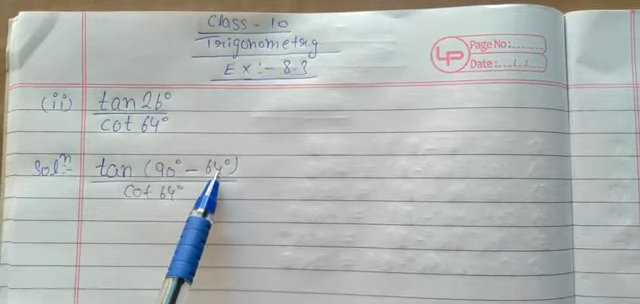 Class - 10
Trigonometry
Ex:- 8.3
LP
Page No:......
Date:...../...../.....
(ii) tan 26°
cot 64°
Solⁿ:- tan (90° - 64°)
cot 64°